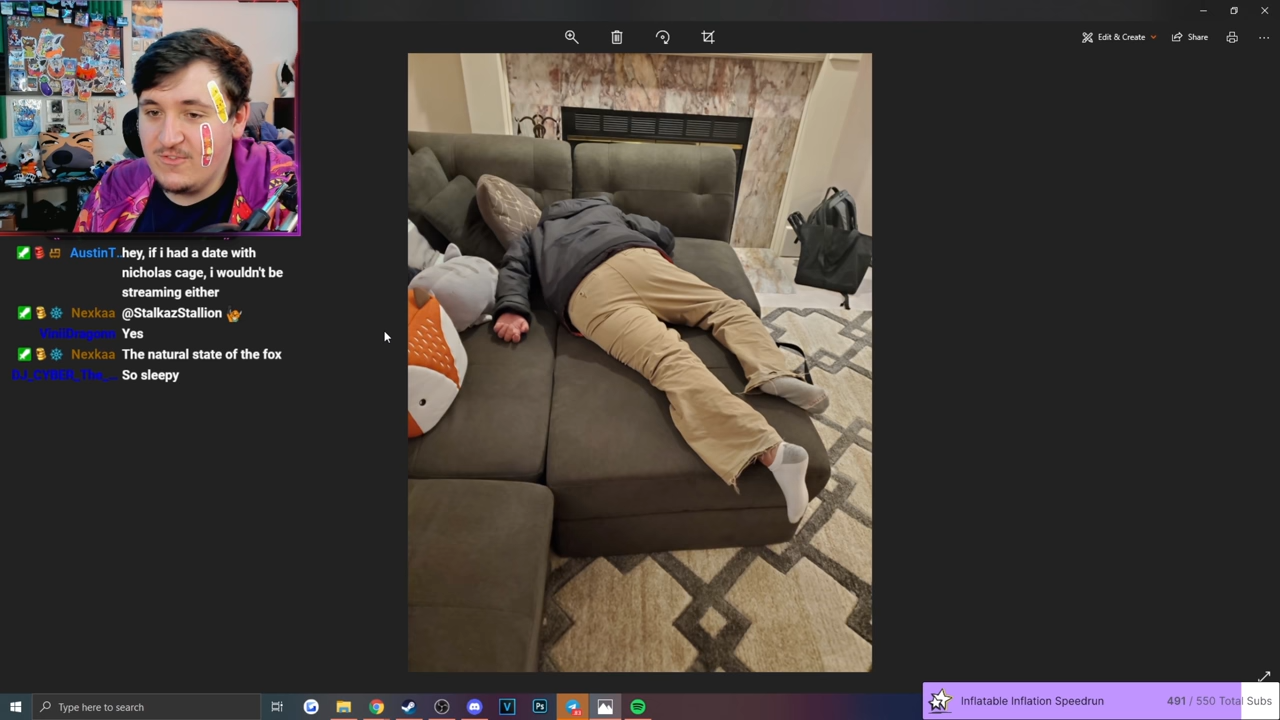 Edit & Create
Share
AustinT.. hey, if i had a date with
nicholas cage, i wouldn't be
streaming either
Nexkaa @StalkazStallion
Yes
Nexkaa The natural state of the fox
DJ_CYBER_The_... So sleepy
Type here to search
V
Ps
Inflatable Inflation Speedrun
491 / 550 Total Subs